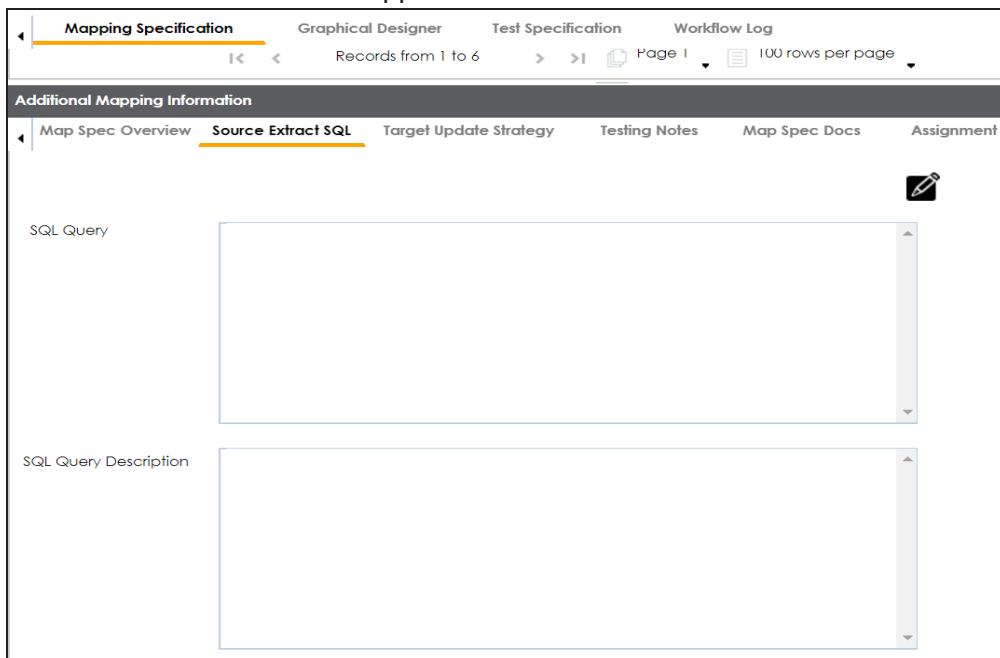 Mapping Specification Graphical Designer Test Specification Workflow Log
Records from 1 to 6 Page 1 100 rows per page
Additional Mapping Information
Map Spec Overview Source Extract SQL Target Update Strategy Testing Notes Map Spec Docs Assignment
SQL Query
SQL Query Description